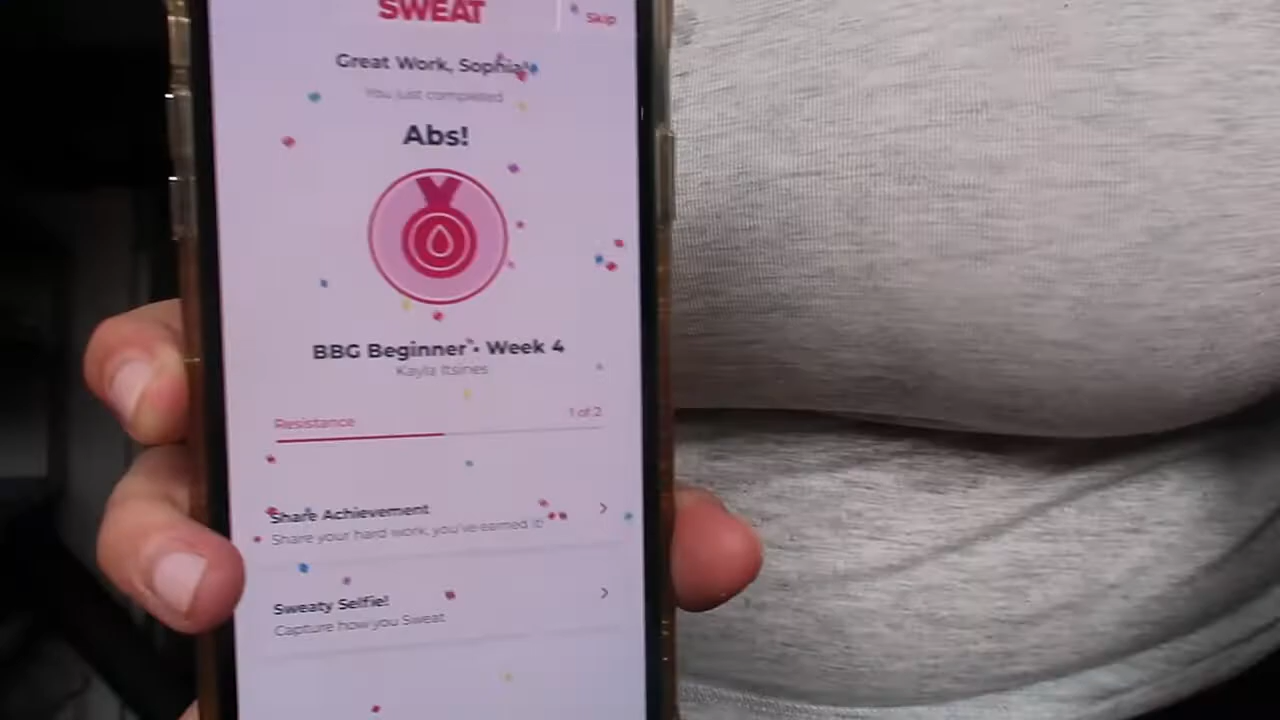 SWEAT
Skip
Great Work, Sophia!
You just completed
Abs!
BBG Beginner - Week 4
Kayla Itsines
Resistance
1 of 2
Share Achievement
Share your hard work, you've earned it!
Sweaty Selfie!
Capture how you Sweat